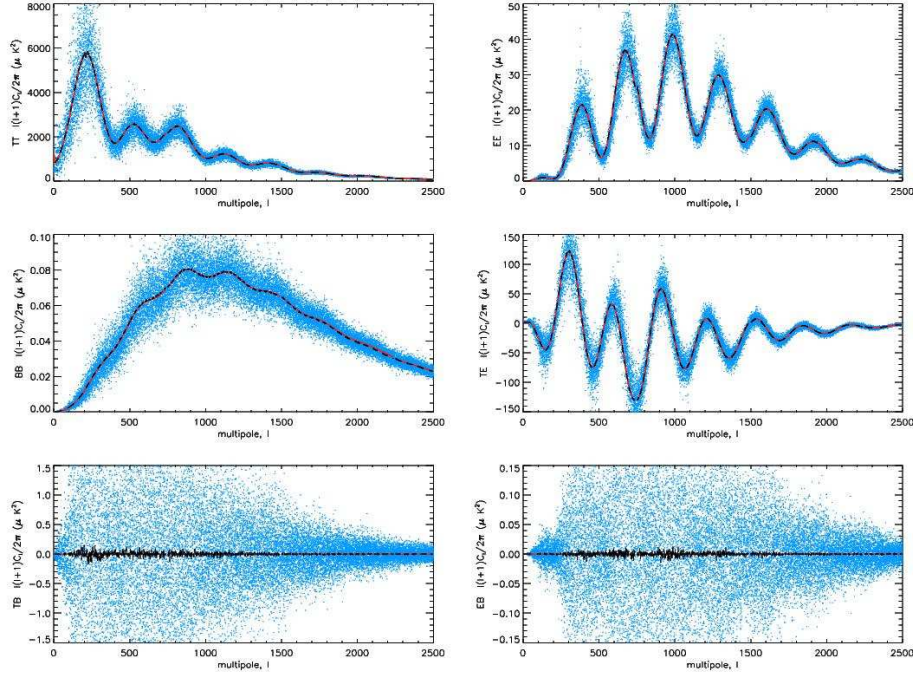 TT l(l+1)Cₗ/2π (μ K²)
8000
6000
4000
2000
0
0 500 1000 1500 2000 2500
multipole, l
EE l(l+1)Cₗ/2π (μ K²)
50
40
30
20
10
0
0 500 1000 1500 2000 2500
multipole, l
BB l(l+1)Cₗ/2π (μ K²)
0.10
0.08
0.06
0.04
0.02
0.00
0 500 1000 1500 2000 2500
multipole, l
TE l(l+1)Cₗ/2π (μ K²)
150
100
50
0
-50
-100
-150
0 500 1000 1500 2000 2500
multipole, l
TB l(l+1)Cₗ/2π (μ K²)
1.5
1.0
0.5
0.0
-0.5
-1.0
-1.5
0 500 1000 1500 2000 2500
multipole, l
EB l(l+1)Cₗ/2π (μ K²)
0.15
0.10
0.05
0.00
-0.05
-0.10
-0.15
0 500 1000 1500 2000 2500
multipole, l